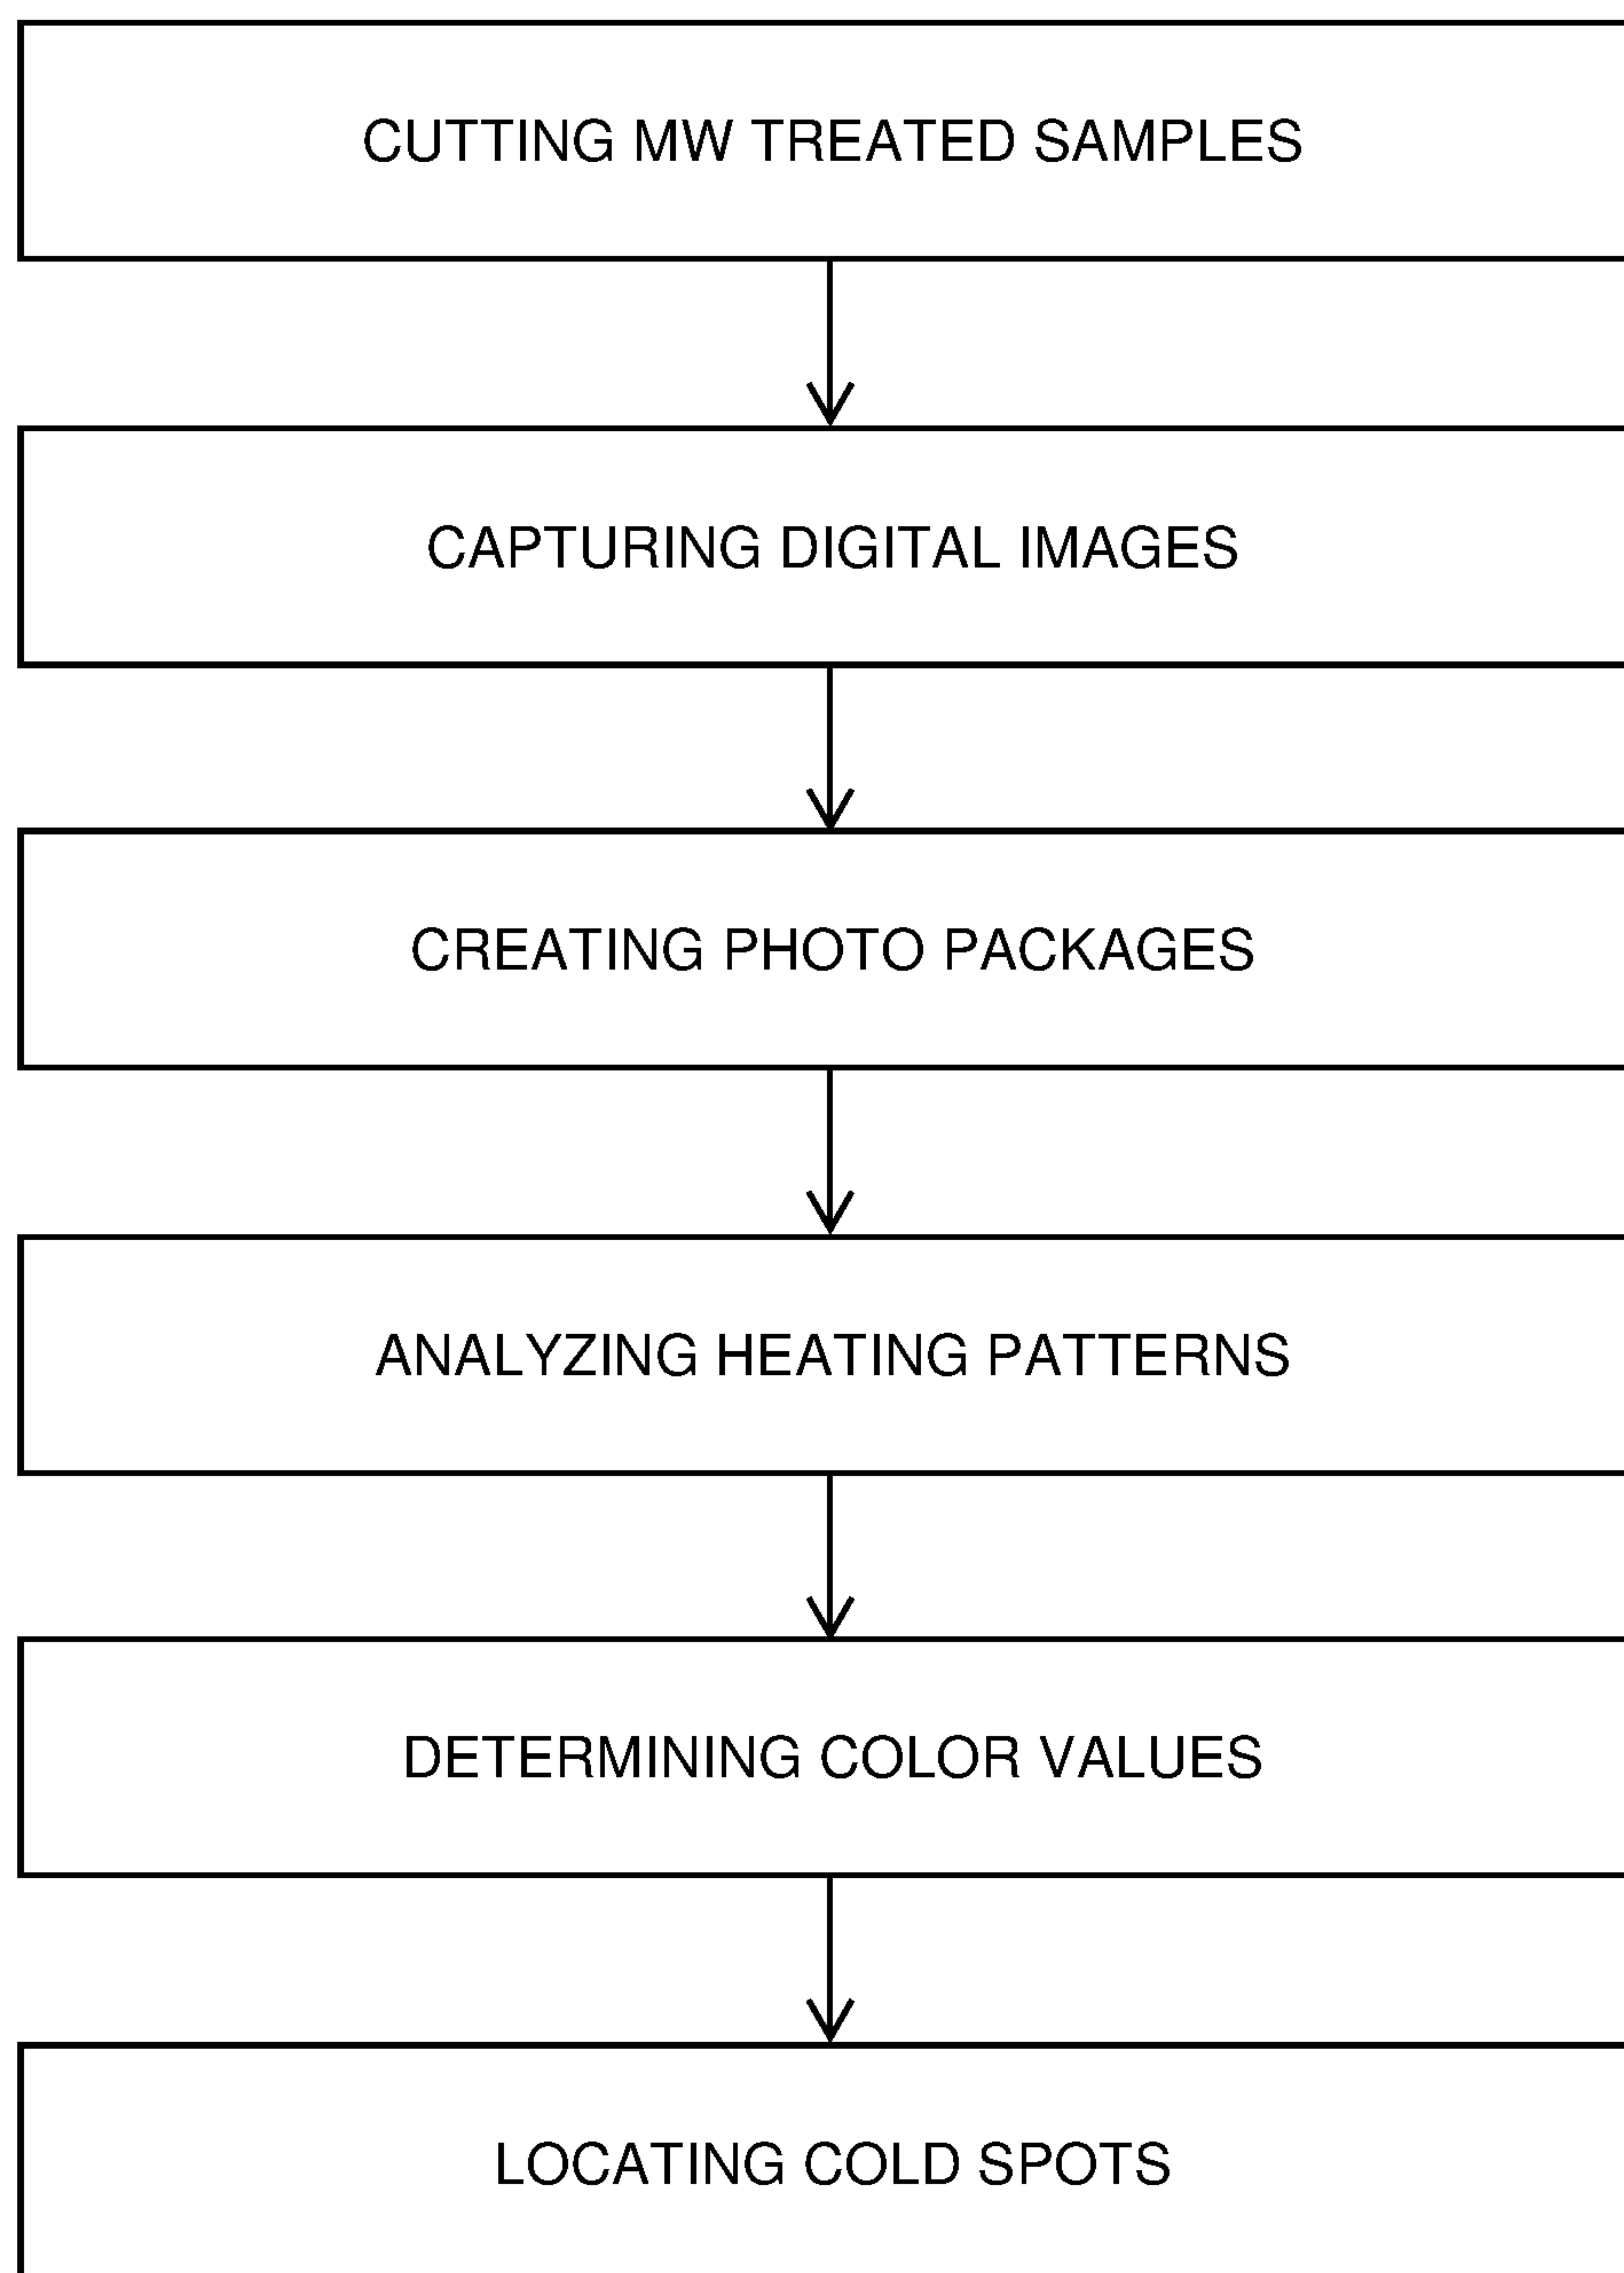 CUTTING MW TREATED SAMPLES
CAPTURING DIGITAL IMAGES
CREATING PHOTO PACKAGES
ANALYZING HEATING PATTERNS
DETERMINING COLOR VALUES
LOCATING COLD SPOTS